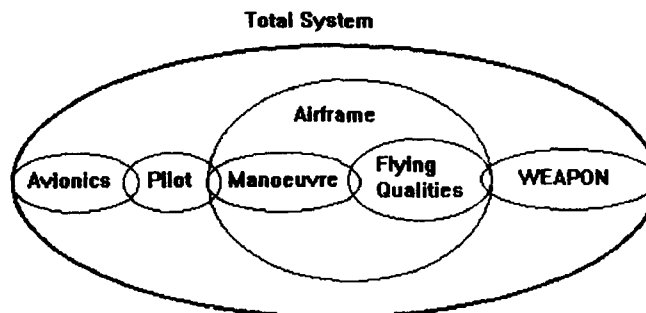 Total System
Airframe
Avionics
Pilot
Manoeuvre
Flying
Qualities
WEAPON